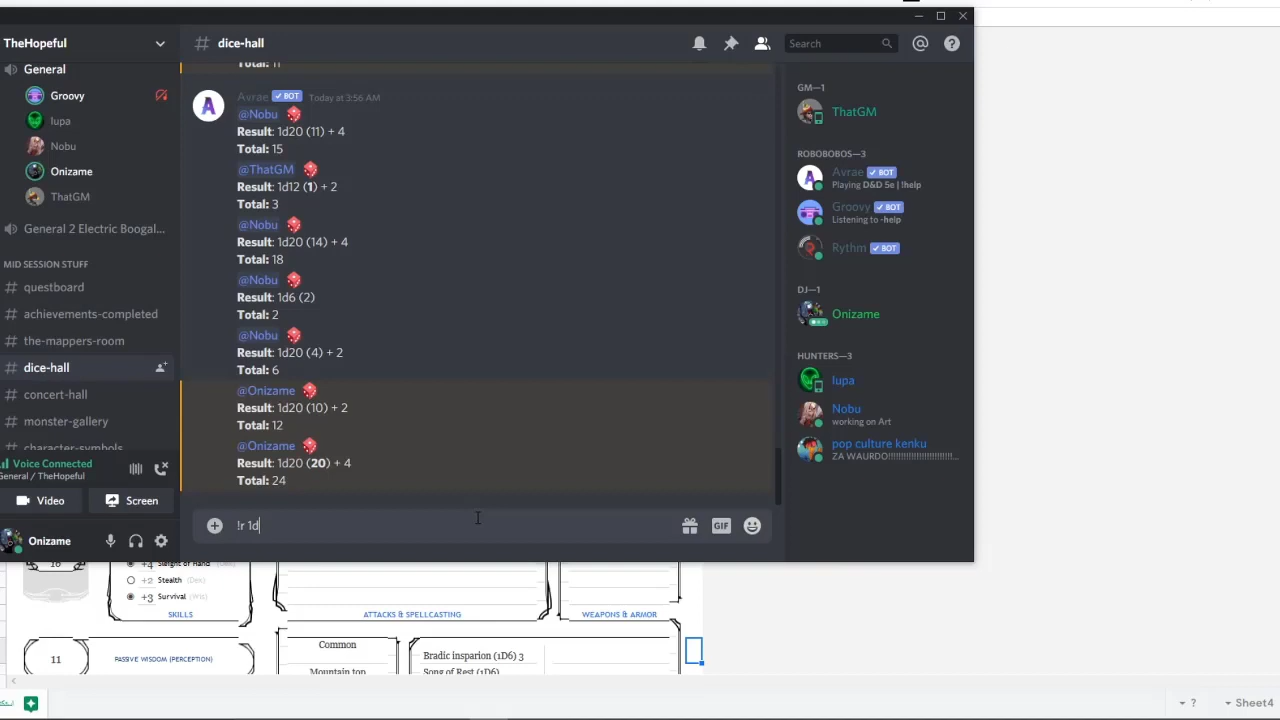 TheHopeful
# dice-hall
Search
General
Groovy
lupa
Nobu
Onizame
ThatGM
General 2 Electric Boogal...
MID SESSION STUFF
# questboard
# achievements-completed
# the-mappers-room
# dice-hall
# concert-hall
# monster-gallery
# character-symbols
Voice Connected
General / TheHopeful
Video
Screen
Onizame
Total: 11
Avrae BOT Today at 3:56 AM
@Nobu
Result: 1d20 (11) + 4
Total: 15
@ThatGM
Result: 1d12 (1) + 2
Total: 3
@Nobu
Result: 1d20 (14) + 4
Total: 18
@Nobu
Result: 1d6 (2)
Total: 2
@Nobu
Result: 1d20 (4) + 2
Total: 6
@Onizame
Result: 1d20 (10) + 2
Total: 12
@Onizame
Result: 1d20 (20) + 4
Total: 24
!r 1d
GIF
GM—1
ThatGM
ROBOBOBOS—3
A
Avrae BOT
Playing D&D 5e | !help
Groovy BOT
Listening to -help
Rythm BOT
DJ—1
Onizame
HUNTERS—3
lupa
Nobu
working on Art
pop culture kenku
ZA WAURDO!!!!!!!!!!!!!!!!!!!!!!!!!...
+4 Sleight of Hand (Dex)
+2 Stealth (Dex)
+3 Survival (Wis)
SKILLS
ATTACKS & SPELLCASTING
WEAPONS & ARMOR
11
PASSIVE WISDOM (PERCEPTION)
Common
Mountain top
Bradic insparion (1D6) 3
Song of Rest (1D6)
?
Sheet4